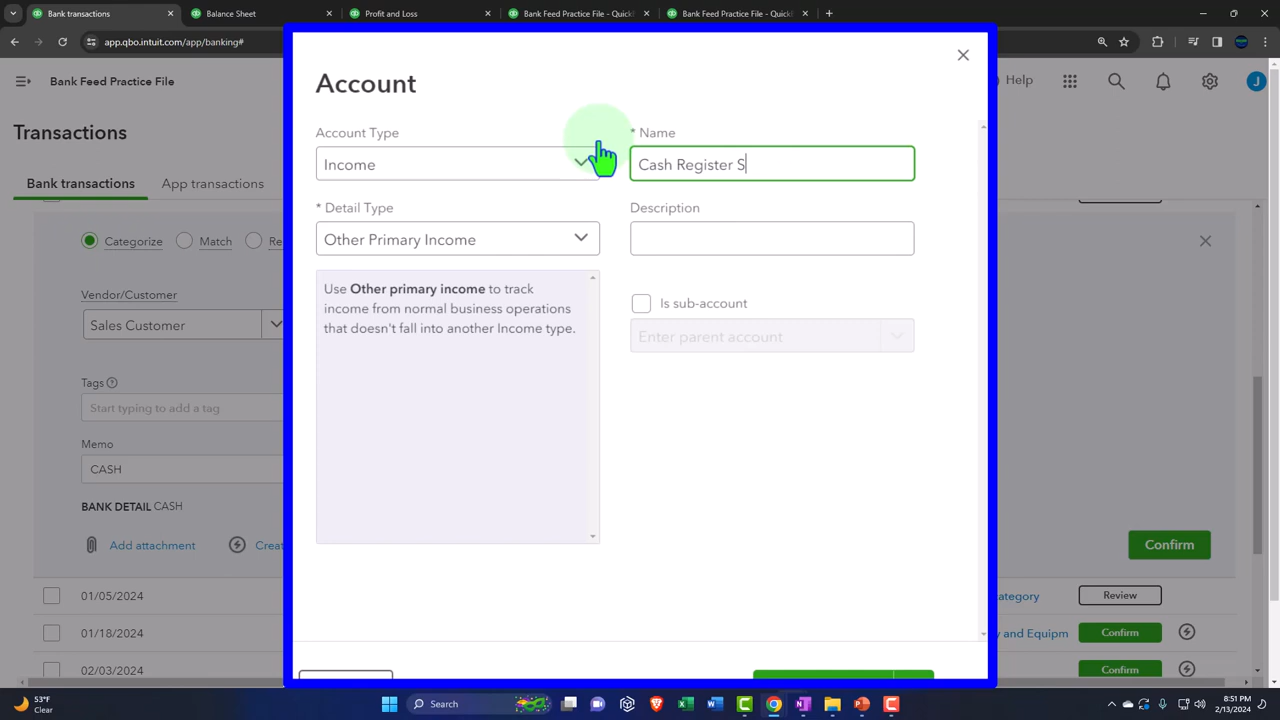 Profit and Loss
Balance Sheet
Bank Feed Practice File - Quick
Bank Feed Practice File - Quick
app.qbo.intuit.com/app/banking#
Bank Feed Practice File
Help
J
Transactions
Bank transactions
App transactions
Categorize
Match
Vendor/Customer
Sales Customer
Tags
Start typing to add a tag
Memo
CASH
BANK DETAIL CASH
Add attachment
Confirm
01/05/2024
Review
01/18/2024
y and Equipm
Confirm
02/03/2024
Confirm
Account
Account Type
Income
* Detail Type
Other Primary Income
Use Other primary income to track
income from normal business operations
that doesn't fall into another Income type.
* Name
Cash Register S
Description
Is sub-account
Enter parent account
53°F
Clear
Search
8:51 PM
2/13/2024